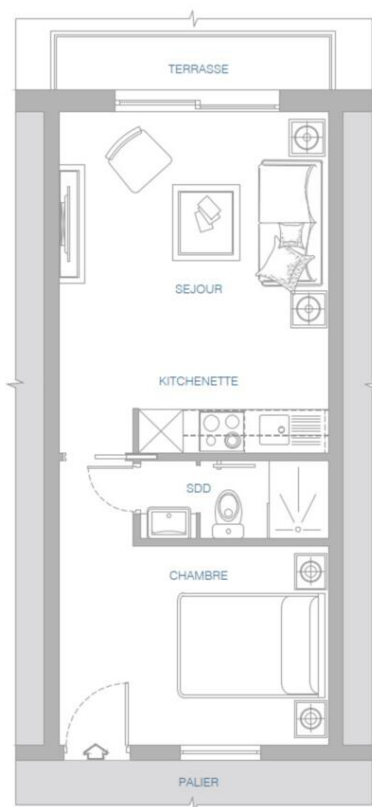 TERRASSE
SEJOUR
KITCHENETTE
SDD
CHAMBRE
PALIER